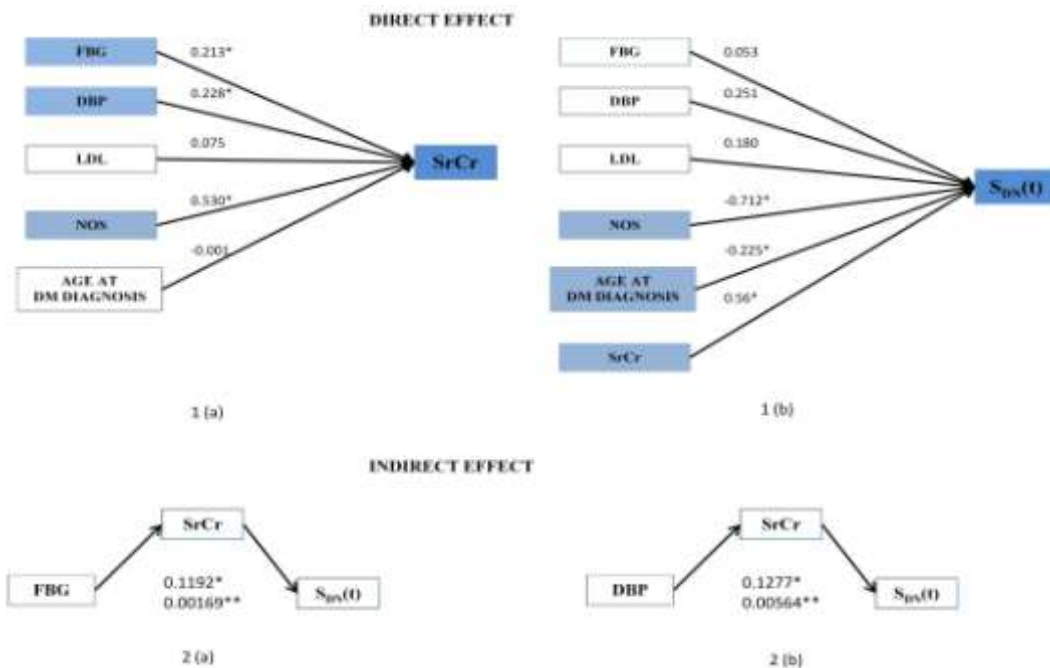 DIRECT EFFECT
FBG
0.213*
DBP
0.228*
LDL
0.075
SrCr
NOS
0.530*
-0.001
AGE AT
DM DIAGNOSIS
1 (a)
FBG
0.053
DBP
0.251
LDL
0.180
S_DN(t)
NOS
-0.712*
-0.225*
AGE AT
DM DIAGNOSIS
0.56*
SrCr
1 (b)
INDIRECT EFFECT
SrCr
FBG
0.1192*
0.00169**
S_DN(t)
2 (a)
SrCr
DBP
0.1277*
0.00564**
S_DN(t)
2 (b)